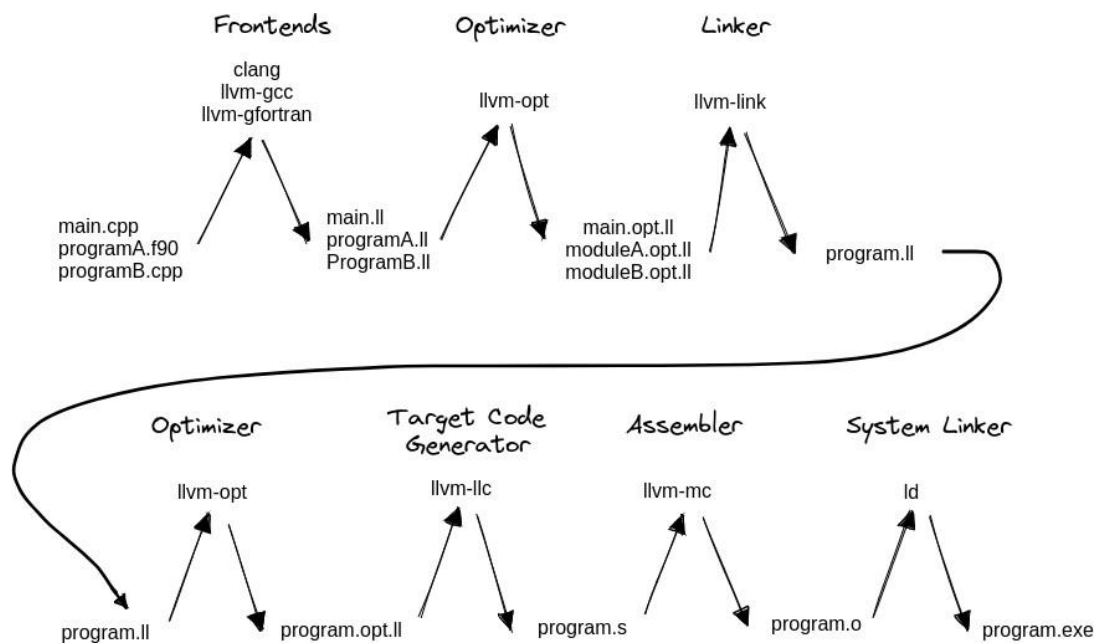 Frontends
Optimizer
Linker
clang
llvm-gcc
llvm-gfortran
llvm-opt
llvm-link
main.cpp
programA.f90
programB.cpp
main.ll
programA.ll
ProgramB.ll
main.opt.ll
moduleA.opt.ll
moduleB.opt.ll
program.ll
Optimizer
Target Code
Generator
Assembler
System Linker
llvm-opt
llvm-llc
llvm-mc
ld
program.ll
program.opt.ll
program.s
program.o
program.exe